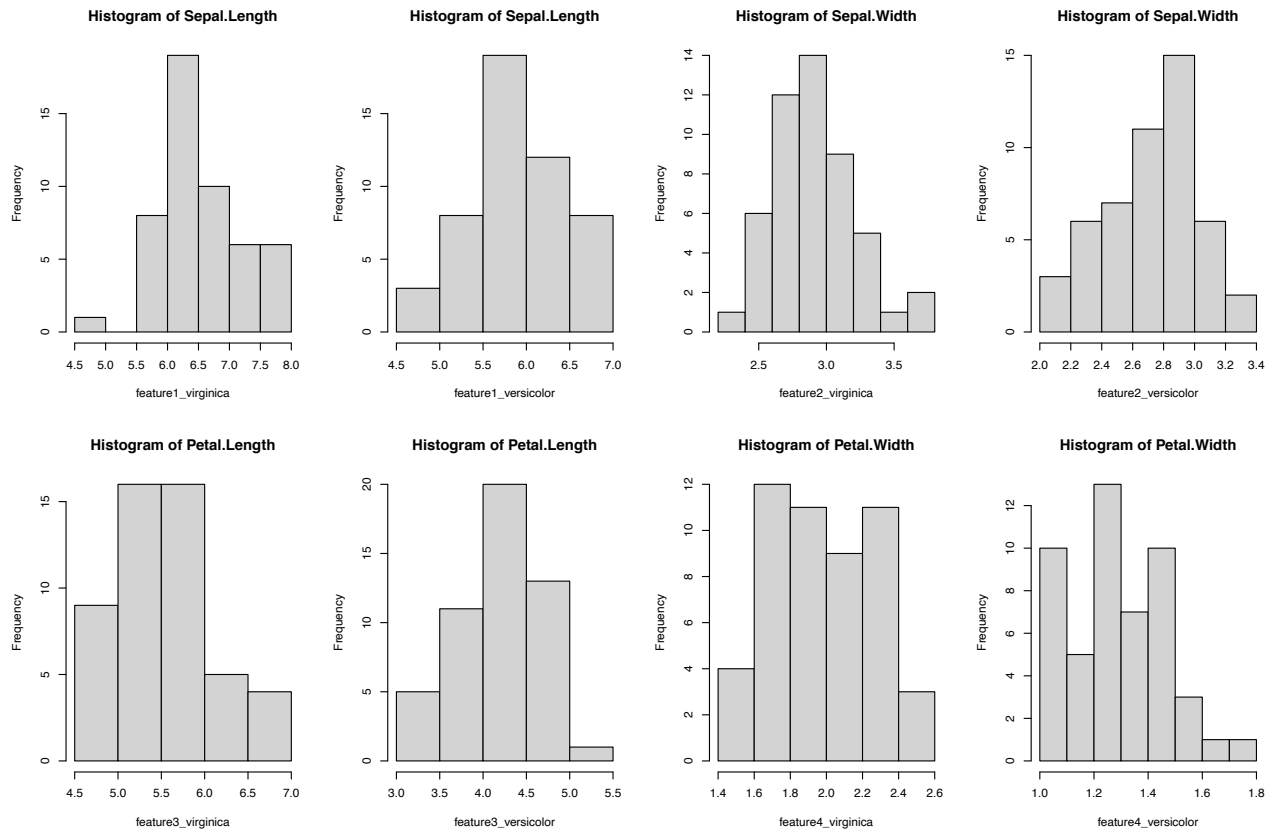 Histogram of Sepal.Length
Frequency
0
5
10
15
4.5 5.0 5.5 6.0 6.5 7.0 7.5 8.0
feature1_virginica
Histogram of Sepal.Length
Frequency
0
5
10
15
4.5 5.0 5.5 6.0 6.5 7.0
feature1_versicolor
Histogram of Sepal.Width
Frequency
0
2
4
6
8
10
12
14
2.5 3.0 3.5
feature2_virginica
Histogram of Sepal.Width
Frequency
0
5
10
15
2.0 2.2 2.4 2.6 2.8 3.0 3.2 3.4
feature2_versicolor
Histogram of Petal.Length
Frequency
0
5
10
15
4.5 5.0 5.5 6.0 6.5 7.0
feature3_virginica
Histogram of Petal.Length
Frequency
0
5
10
15
20
3.0 3.5 4.0 4.5 5.0 5.5
feature3_versicolor
Histogram of Petal.Width
Frequency
0
2
4
6
8
10
12
1.4 1.6 1.8 2.0 2.2 2.4 2.6
feature4_virginica
Histogram of Petal.Width
Frequency
0
2
4
6
8
10
12
1.0 1.2 1.4 1.6 1.8
feature4_versicolor